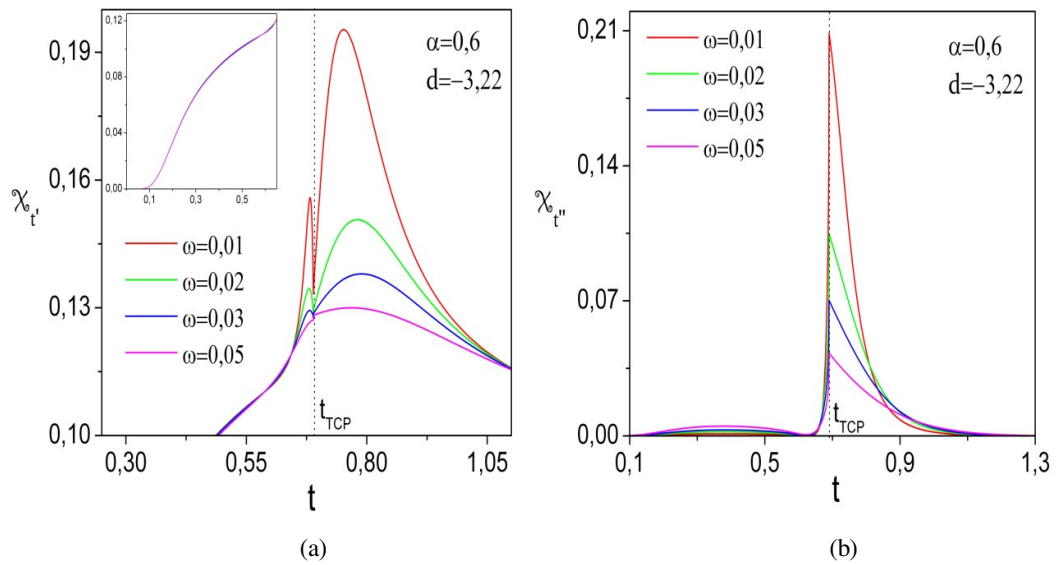 0,12
0,08
0,04
0,00
0,1
0,3
0,5
0,19
0,16
0,13
0,10
α=0,6
d=−3,22
χt'
ω=0,01
ω=0,02
ω=0,03
ω=0,05
tTCP
0,30
0,55
0,80
1,05
t
(a)
0,21
0,14
0,07
0,00
ω=0,01
ω=0,02
ω=0,03
ω=0,05
α=0,6
d=−3,22
χt"
tTCP
0,1
0,5
0,9
1,3
t
(b)